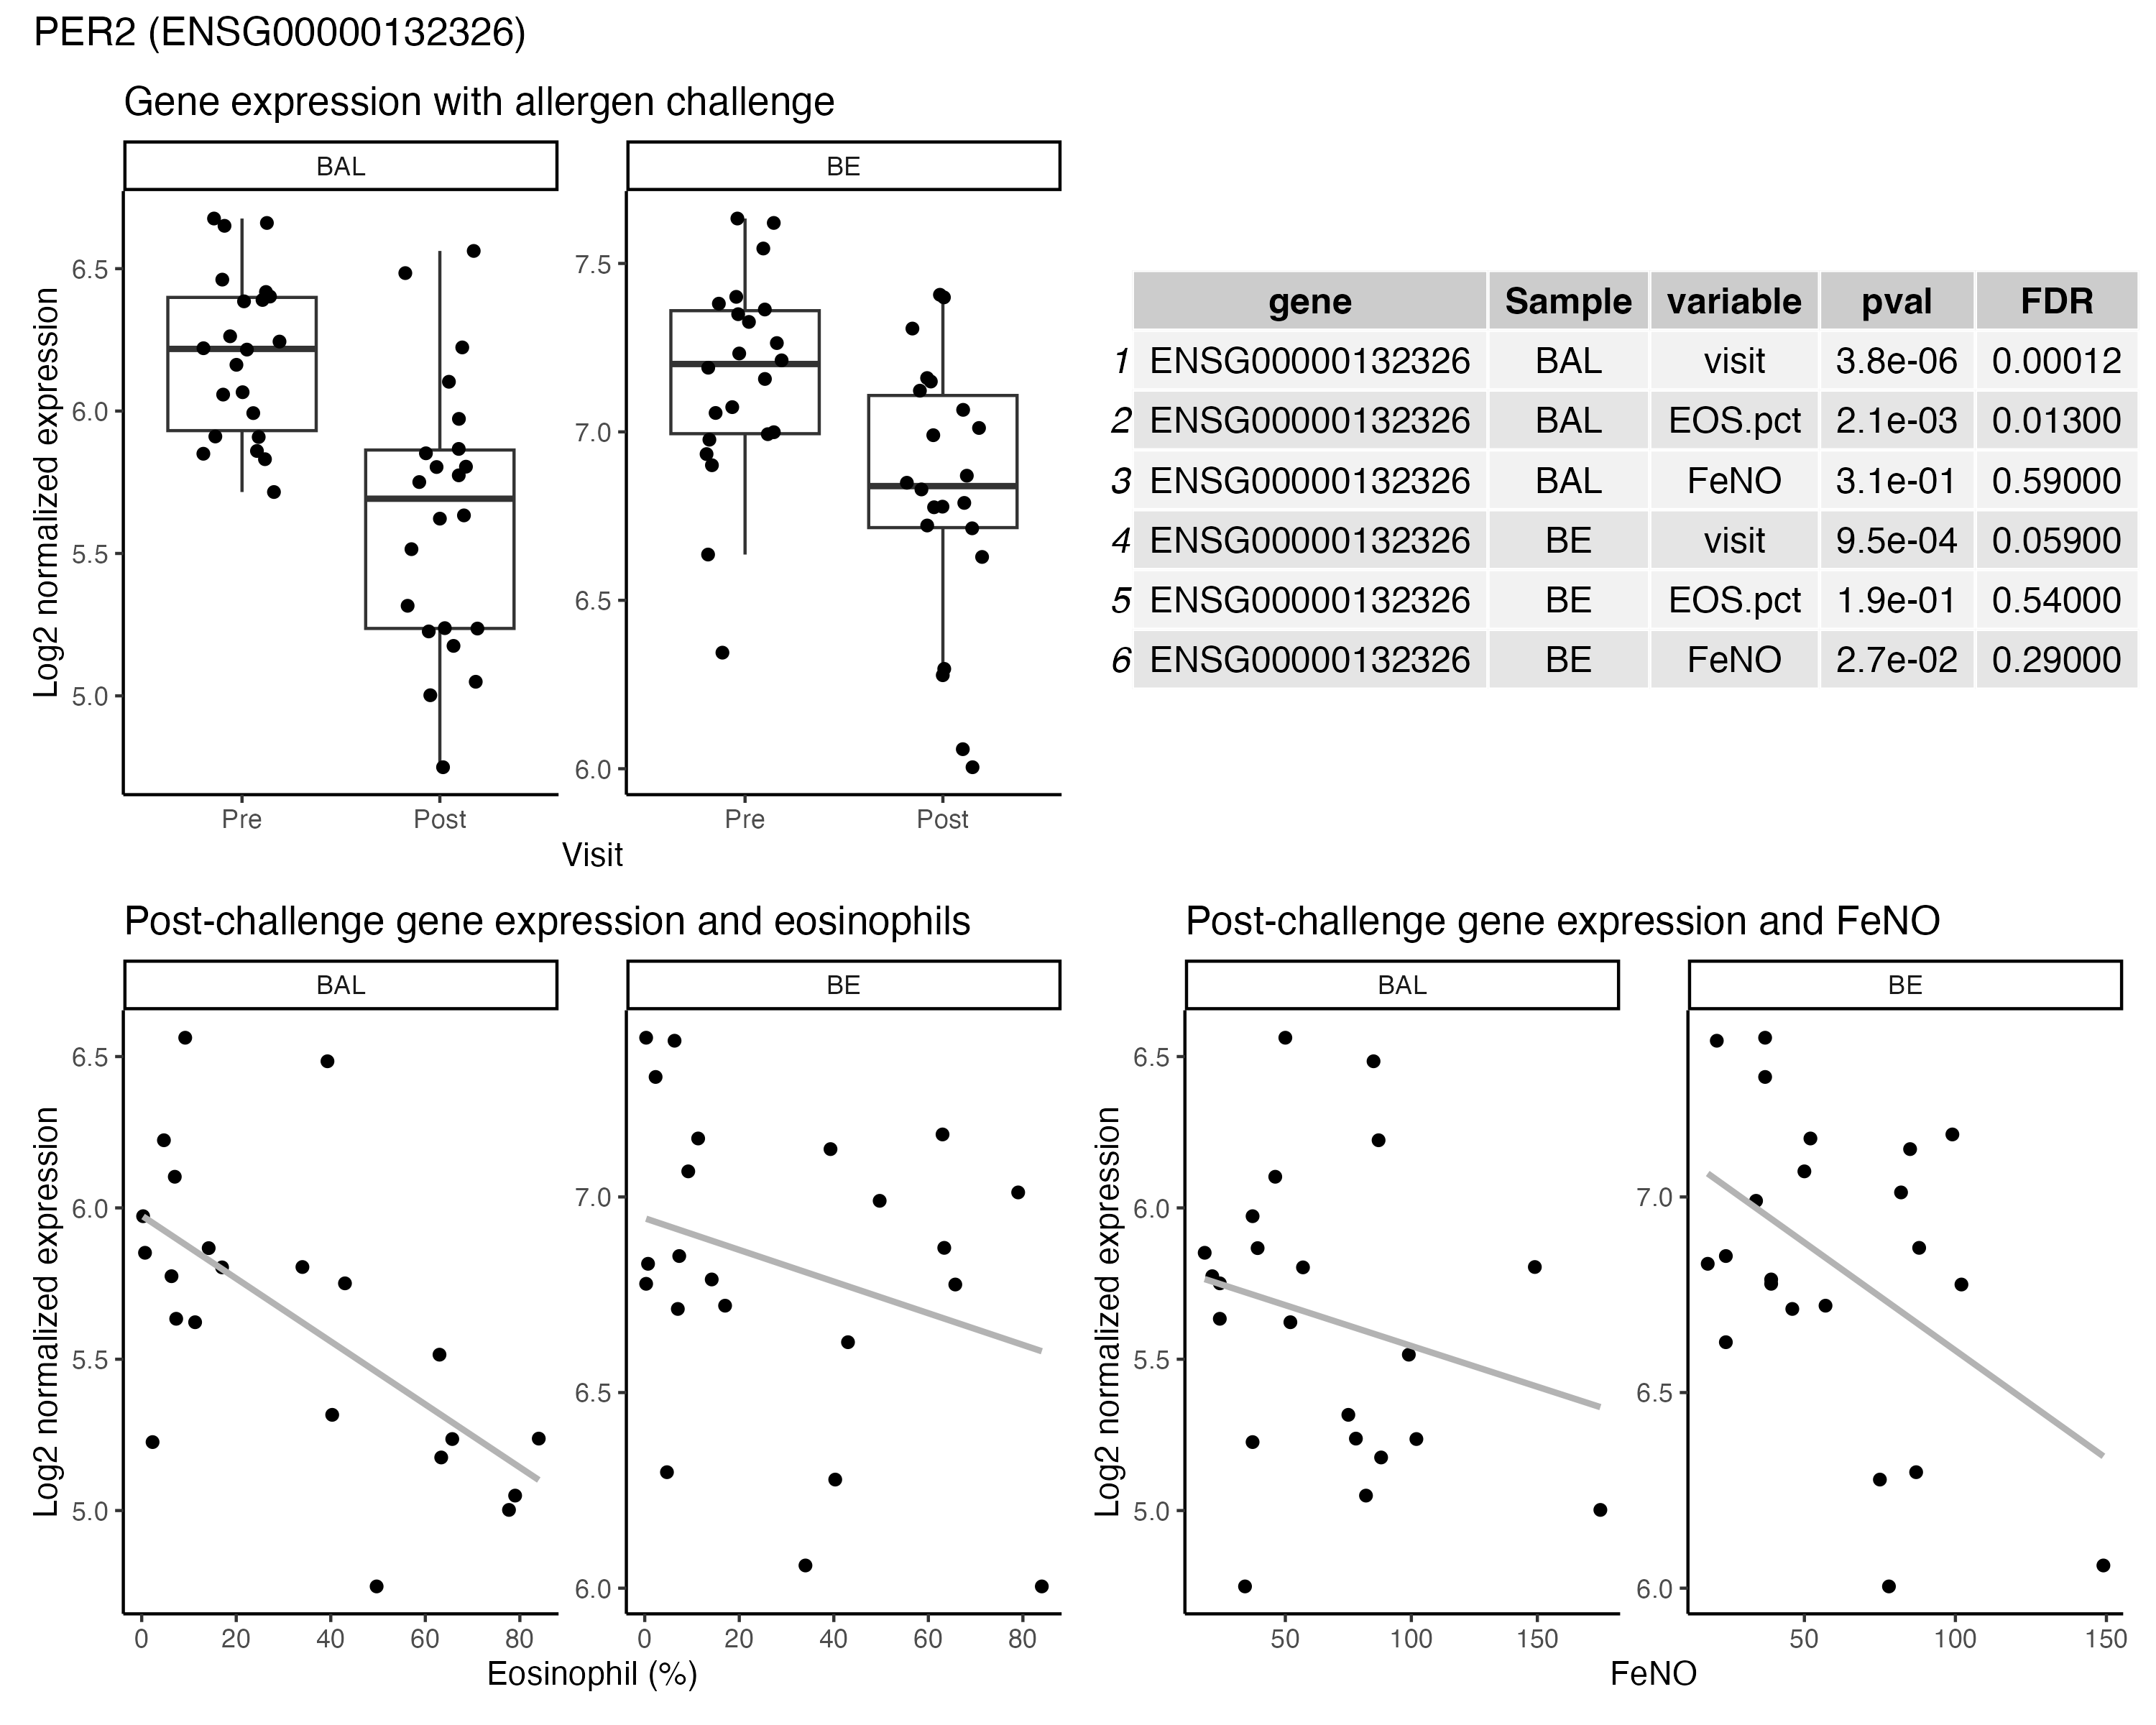 PER2 (ENSG00000132326)
Gene expression with allergen challenge
BAL
BE
Log2 normalized expression
6.5
6.0
5.5
5.0
7.5
7.0
6.5
6.0
Pre
Post
Pre
Post
Visit
gene Sample variable pval FDR
1 ENSG00000132326 BAL visit 3.8e-06 0.00012
2 ENSG00000132326 BAL EOS.pct 2.1e-03 0.01300
3 ENSG00000132326 BAL FeNO 3.1e-01 0.59000
4 ENSG00000132326 BE visit 9.5e-04 0.05900
5 ENSG00000132326 BE EOS.pct 1.9e-01 0.54000
6 ENSG00000132326 BE FeNO 2.7e-02 0.29000
Post-challenge gene expression and eosinophils
BAL
BE
Log2 normalized expression
6.5
6.0
5.5
5.0
7.0
6.5
6.0
0 20 40 60 80
0 20 40 60 80
Eosinophil (%)
Post-challenge gene expression and FeNO
BAL
BE
Log2 normalized expression
6.5
6.0
5.5
5.0
7.0
6.5
6.0
50 100 150
50 100 150
FeNO